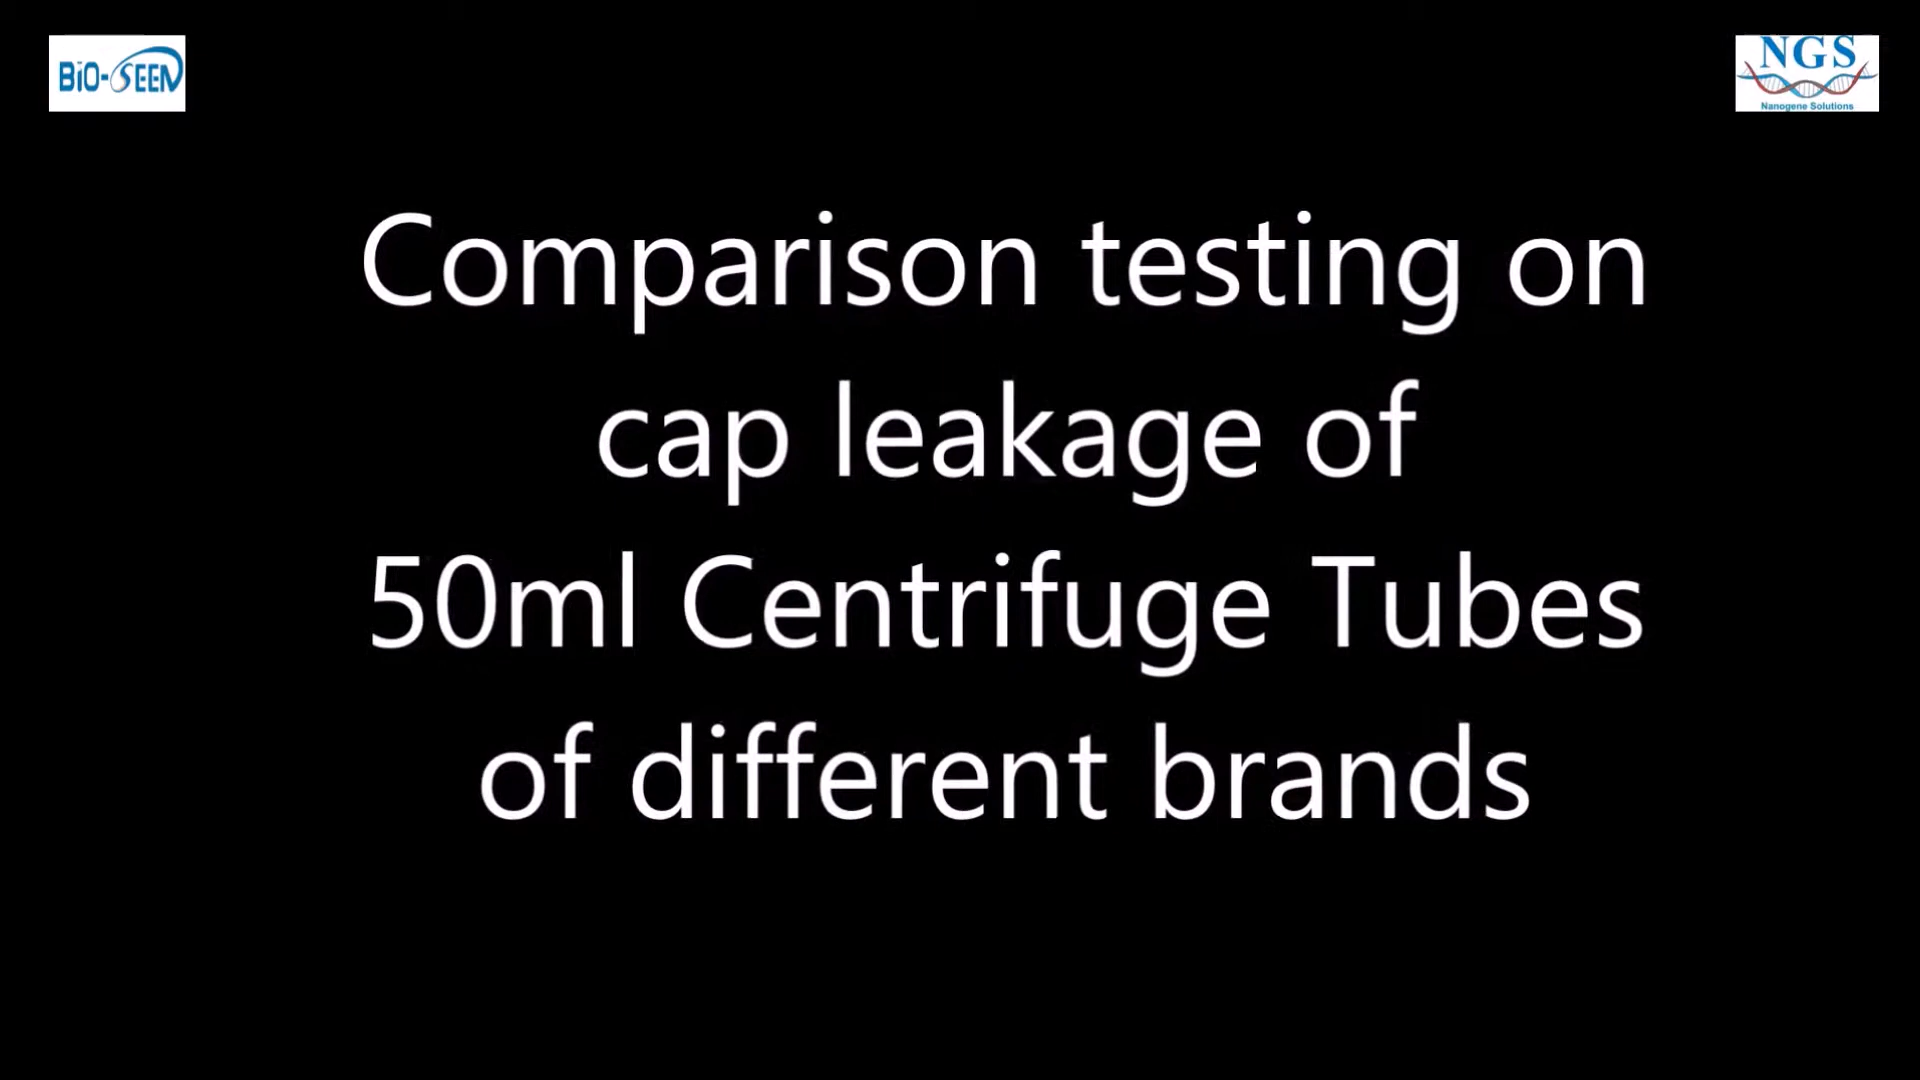 BiO-SEEN
NGS
Nanogene Solutions
Comparison testing on
cap leakage of
50ml Centrifuge Tubes
of different brands